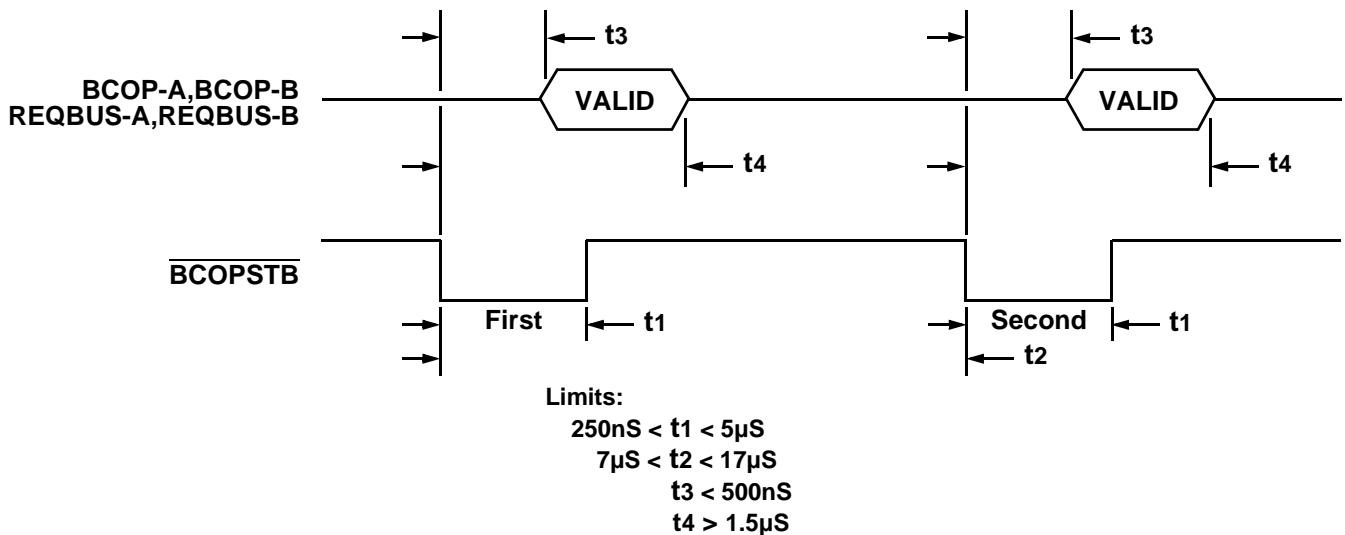 t3
t3
BCOP-A,BCOP-B
REQBUS-A,REQBUS-B
VALID
VALID
t4
t4
BCOPSTB
First
t1
Second
t1
t2
Limits:
250nS < t1 < 5µS
7µS < t2 < 17µS
t3 < 500nS
t4 > 1.5µS